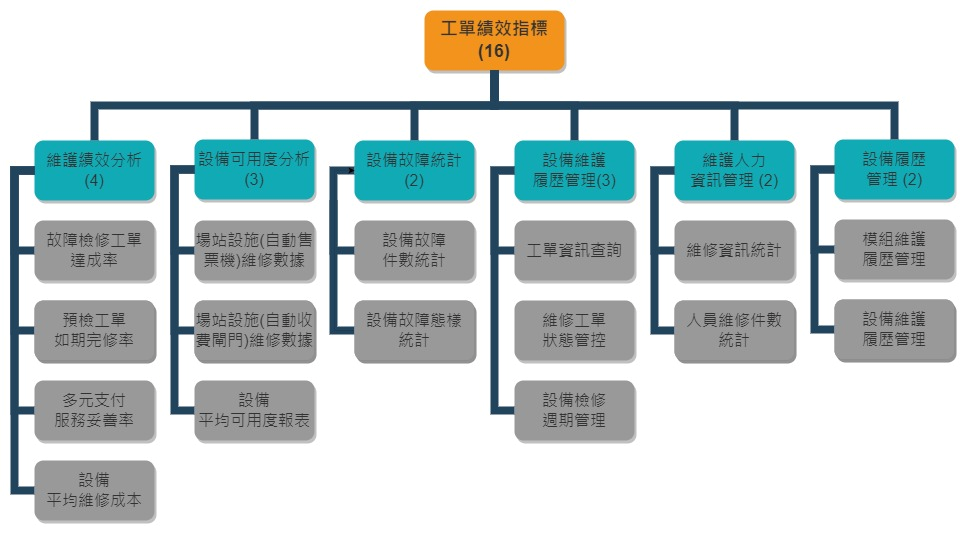 工單績效指標
(16)
維護績效分析
(4)
故障檢修工單
達成率
預檢工單
如期完修率
多元支付
服務妥善率
設備
平均維修成本
設備可用度分析
(3)
場站設施(自動售
票機)維修數據
場站設施(自動收
費閘門)維修數據
設備
平均可用度報表
設備故障統計
(2)
設備故障
件數統計
設備故障態樣
統計
設備維護
履歷管理(3)
工單資訊查詢
維修工單
狀態管控
設備檢修
週期管理
維護人力
資訊管理 (2)
維修資訊統計
人員維修件數
統計
設備履歷
管理 (2)
模組維護
履歷管理
設備維護
履歷管理